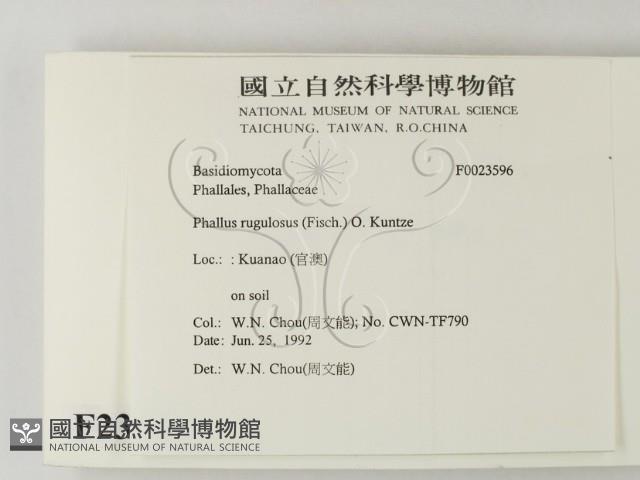 國立自然科學博物館
NATIONAL MUSEUM OF NATURAL SCIENCE
TAICHUNG, TAIWAN, R.O.CHINA
Basidiomycota F0023596
Phallales, Phallaceae
Phallus rugulosus (Fisch.) O. Kuntze
Loc.: : Kuanao (官澳)
on soil
Col.: W.N. Chou(周文能); No. CWN-TF790
Date: Jun. 25, 1992
Det.: W.N. Chou(周文能)
F23
國立自然科學博物館
NATIONAL MUSEUM OF NATURAL SCIENCE